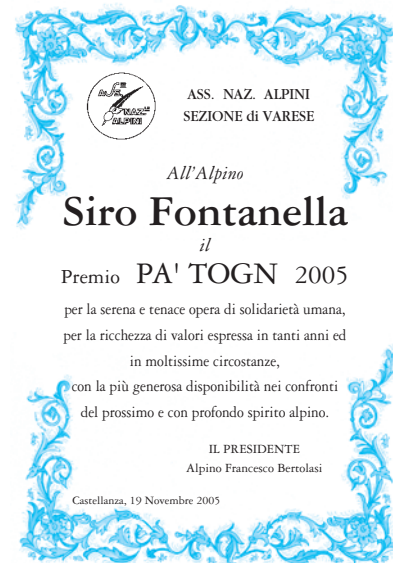 ASS. NAZ. ALPINI
SEZIONE di VARESE
NAZ.LE
ALPINI
All'Alpino
Siro Fontanella
il
Premio PA' TOGN 2005
per la serena e tenace opera di solidarietà umana,
per la ricchezza di valori espressa in tanti anni ed
in moltissime circostanze,
con la più generosa disponibilità nei confronti
del prossimo e con profondo spirito alpino.
IL PRESIDENTE
Alpino Francesco Bertolasi
Castellanza, 19 Novembre 2005